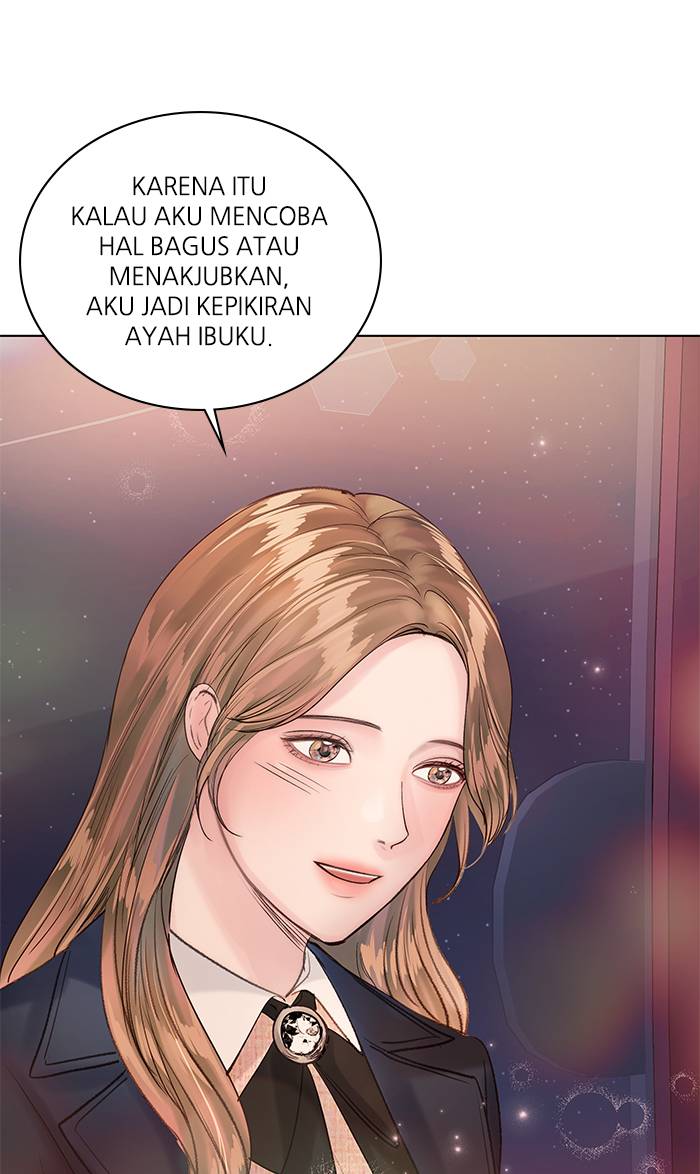 KARENA ITU
KALAU AKU MENCOBA
HAL BAGUS ATAU
MENAKJUBKAN,
AKU JADI KEPIKIRAN
AYAH IBUKU.